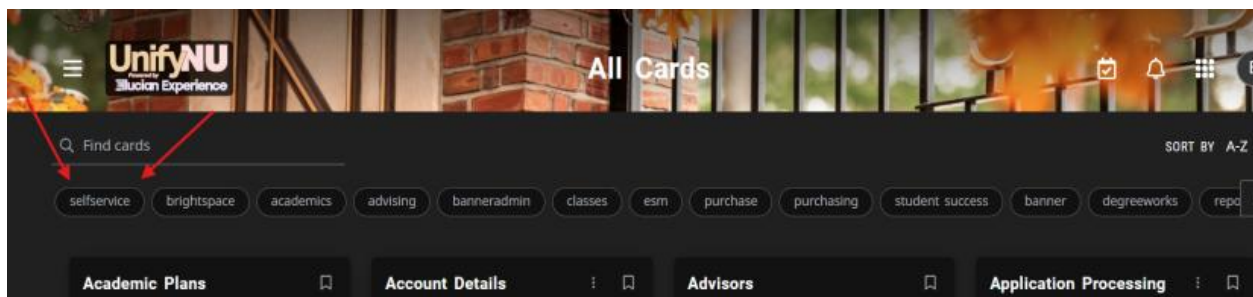 UnifyNU
Powered by
Ellucian Experience
All Cards
Find cards
SORT BY A-Z
selfservice brightspace academics advising banneradmin classes esm purchase purchasing student success banner degreeworks repo
Academic Plans Account Details Advisors Application Processing